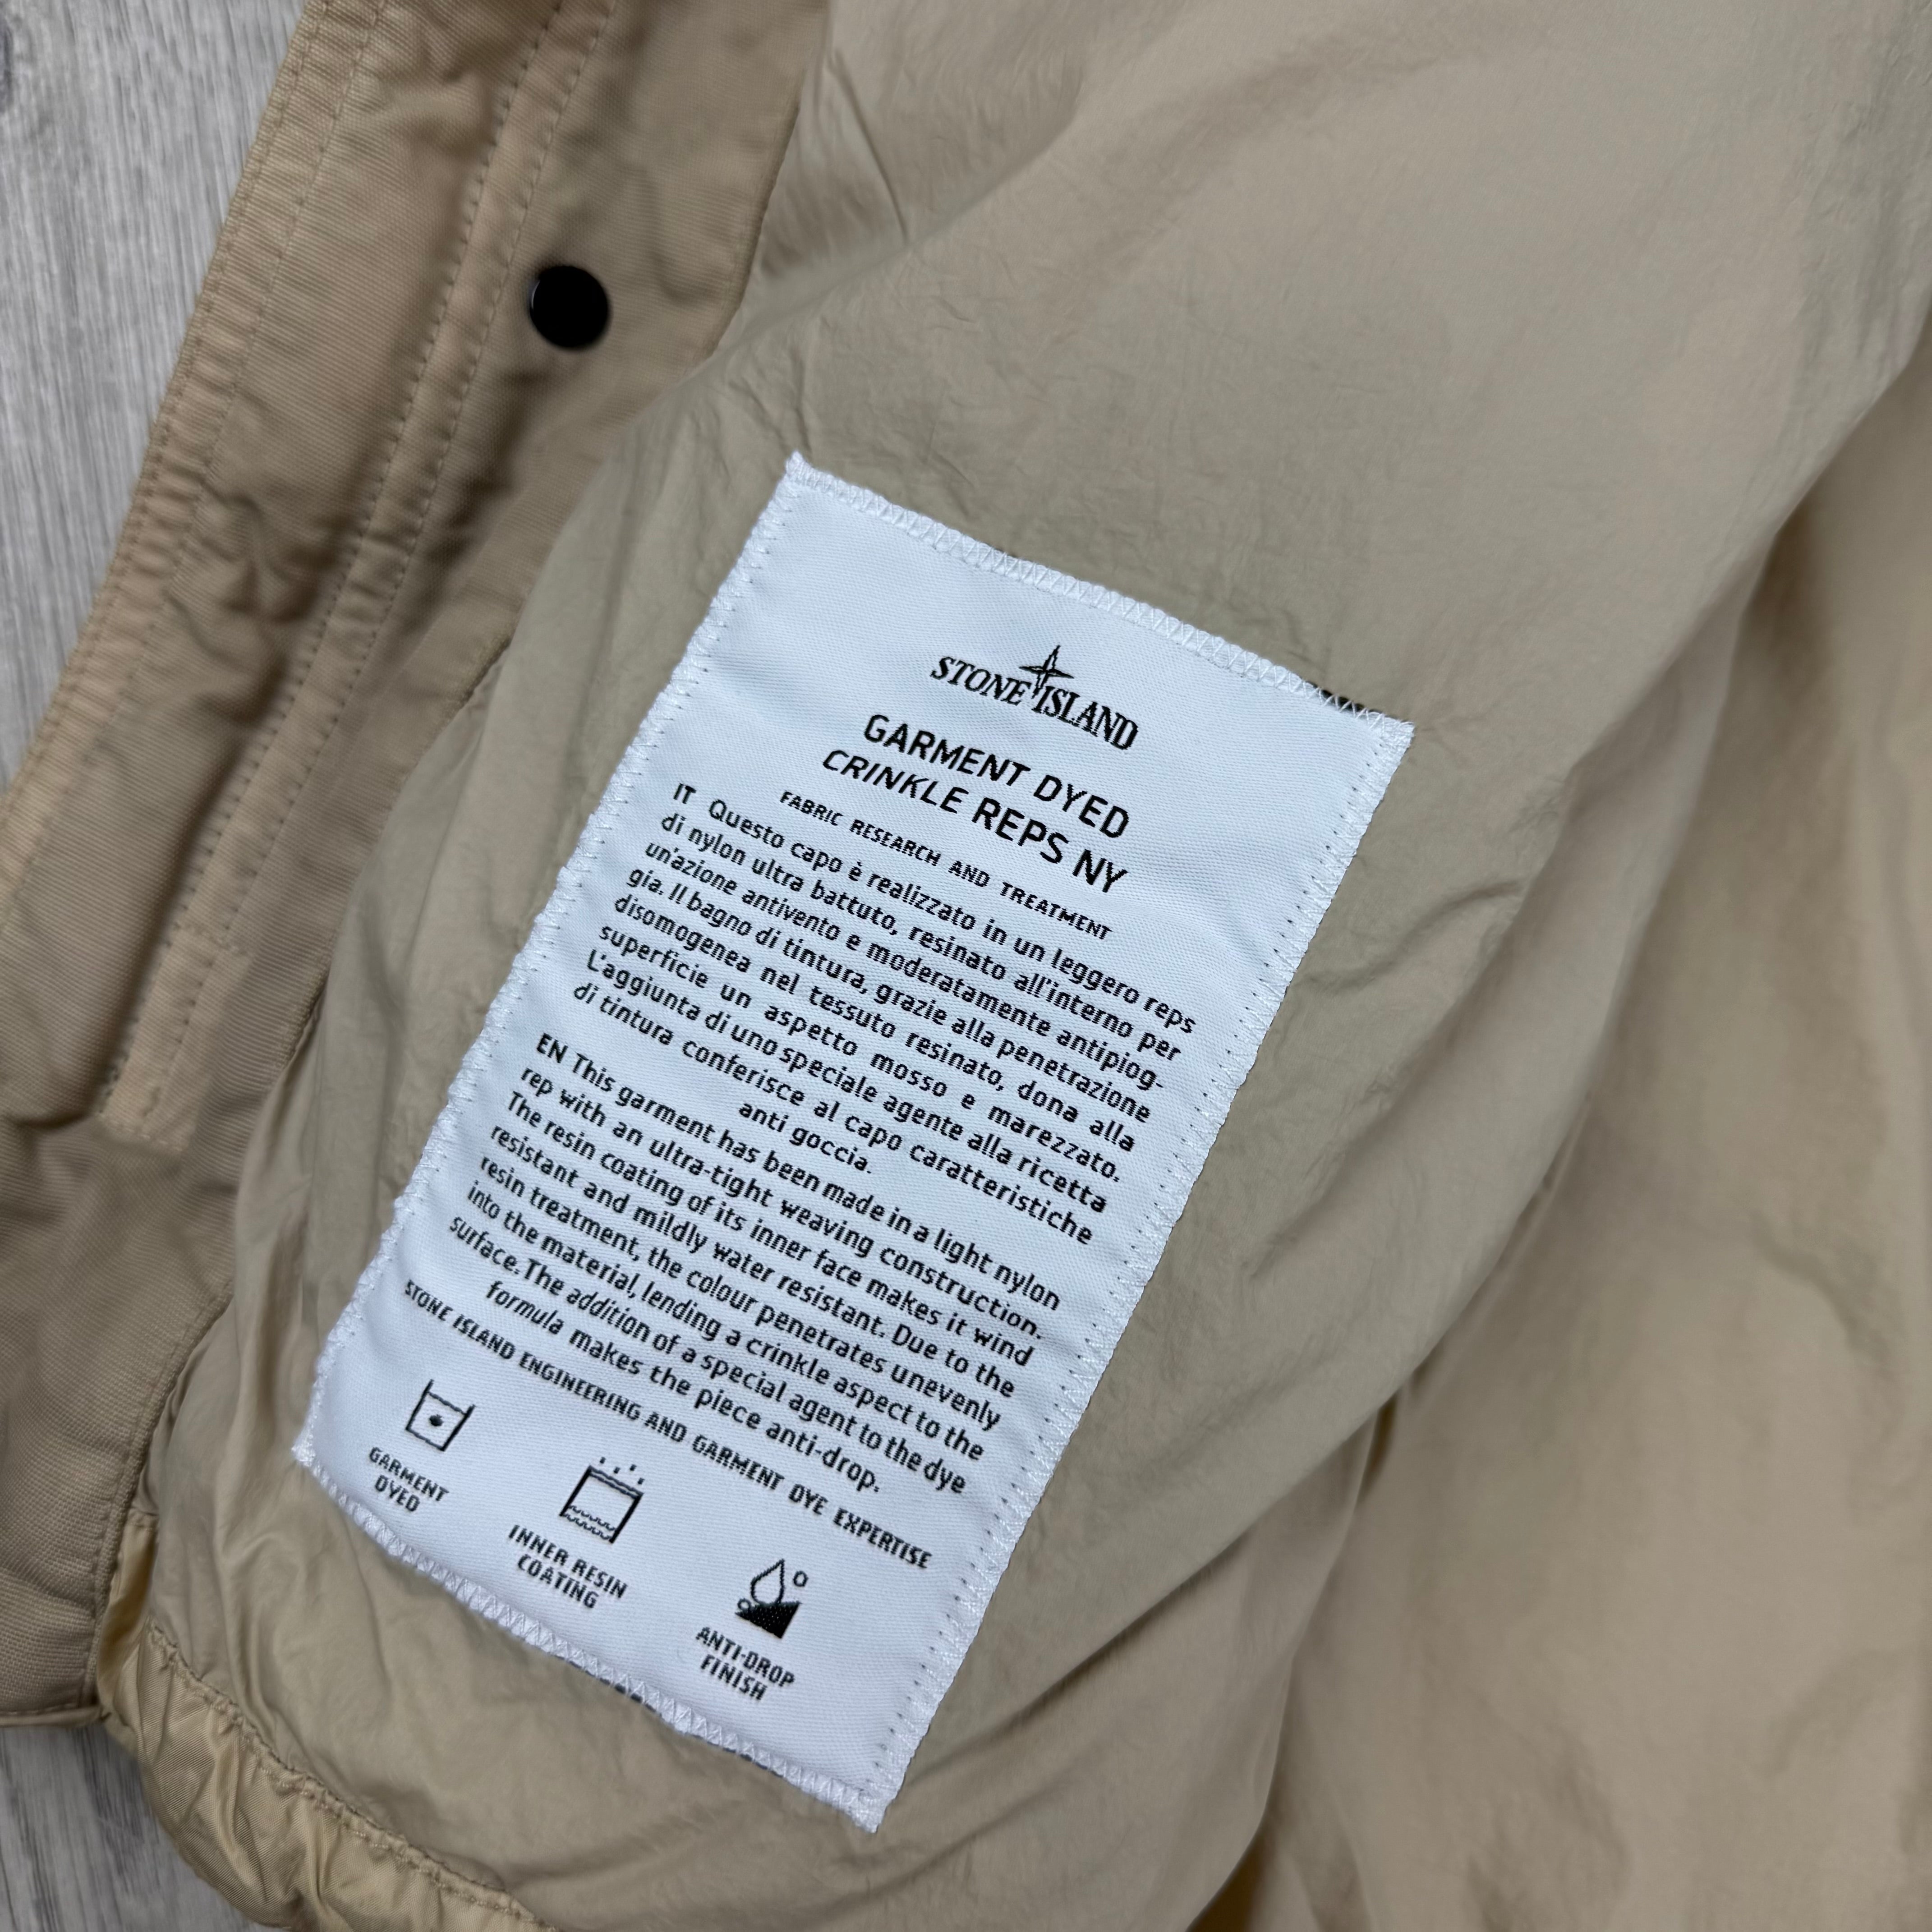 STONE ISLAND
GARMENT DYED
CRINKLE REPS NY
FABRIC RESEARCH AND TREATMENT
IT Questo capo è realizzato in un leggero reps
di nylon ultra battuto, resinato all'interno per
un'azione antivento e moderatamente antipiog-
gia. Il bagno di tintura, grazie alla penetrazione
disomogenea nel tessuto resinato, dona alla
superficie un aspetto mosso e marezzato.
L'aggiunta di uno speciale agente alla ricetta
di tintura conferisce al capo caratteristiche
anti goccia.
EN This garment has been made in a light nylon
rep with an ultra-tight weaving construction.
The resin coating of its inner face makes it wind
resistant and mildly water resistant. Due to the
resin treatment, the colour penetrates unevenly
into the material, lending a crinkle aspect to the
surface. The addition of a special agent to the dye
formula makes the piece anti-drop.
STONE ISLAND ENGINEERING AND GARMENT DYE EXPERTISE
GARMENT
DYED
INNER RESIN
COATING
ANTI-DROP
FINISH